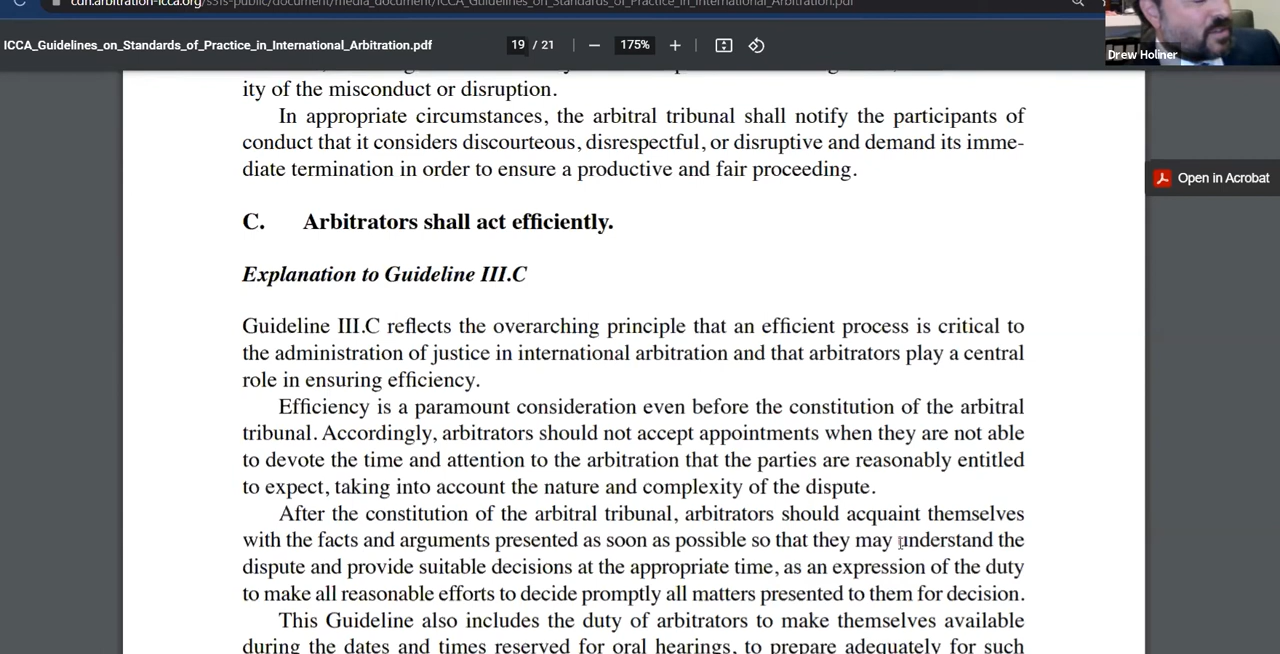 cdn.arbitration-icca.org/s3fs-public/document/media_document/ICCA_Guidelines_on_Standards_of_Practice_in_International_Arbitration.pdf
Drew Holiner
ICCA_Guidelines_on_Standards_of_Practice_in_International_Arbitration.pdf
19 / 21
175%
Open in Acrobat
ity of the misconduct or disruption.
In appropriate circumstances, the arbitral tribunal shall notify the participants of
conduct that it considers discourteous, disrespectful, or disruptive and demand its imme-
diate termination in order to ensure a productive and fair proceeding.
C. Arbitrators shall act efficiently.
Explanation to Guideline III.C
Guideline III.C reflects the overarching principle that an efficient process is critical to
the administration of justice in international arbitration and that arbitrators play a central
role in ensuring efficiency.
Efficiency is a paramount consideration even before the constitution of the arbitral
tribunal. Accordingly, arbitrators should not accept appointments when they are not able
to devote the time and attention to the arbitration that the parties are reasonably entitled
to expect, taking into account the nature and complexity of the dispute.
After the constitution of the arbitral tribunal, arbitrators should acquaint themselves
with the facts and arguments presented as soon as possible so that they may understand the
dispute and provide suitable decisions at the appropriate time, as an expression of the duty
to make all reasonable efforts to decide promptly all matters presented to them for decision.
This Guideline also includes the duty of arbitrators to make themselves available
during the dates and times reserved for oral hearings, to prepare adequately for such